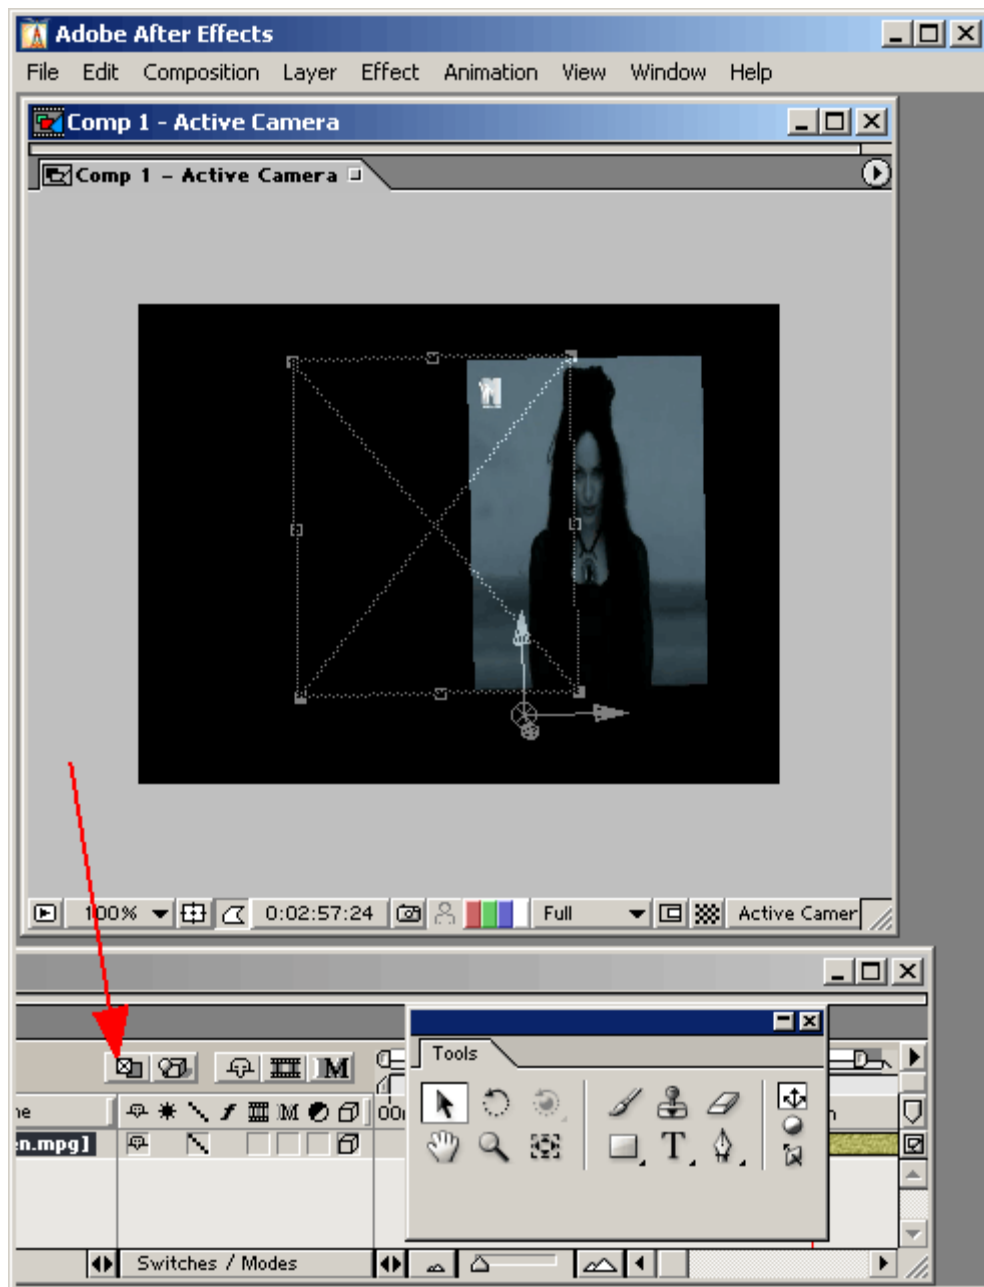 Adobe After Effects
File Edit Composition Layer Effect Animation View Window Help
Comp 1 - Active Camera
Comp 1 - Active Camera
100% 0:02:57:24 Full Active Camer
Tools
M
ne
en.mpg]
T
Switches / Modes